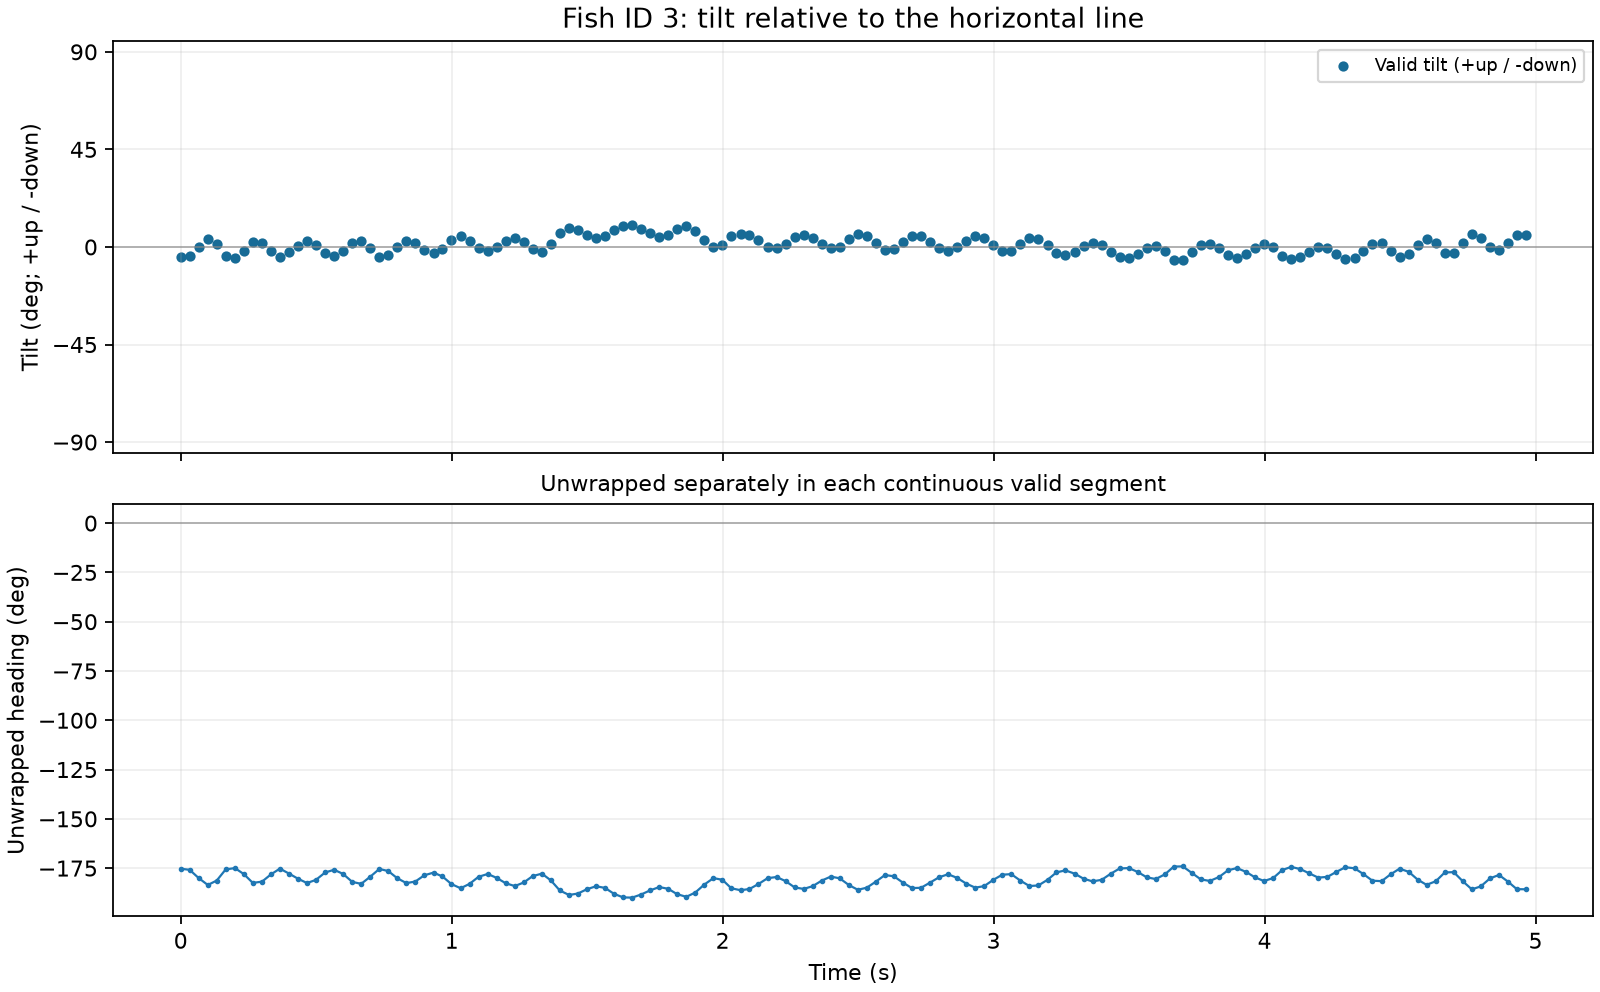 Fish ID 3: tilt relative to the horizontal line
Valid tilt (+up / -down)
Tilt (deg; +up / -down)
90
45
0
−45
−90
Unwrapped separately in each continuous valid segment
Unwrapped heading (deg)
0
−25
−50
−75
−100
−125
−150
−175
0 1 2 3 4 5
Time (s)